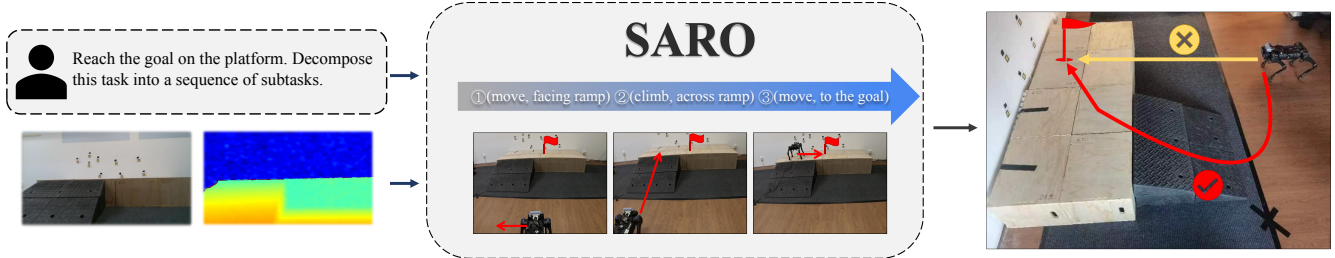 Reach the goal on the platform. Decompose
this task into a sequence of subtasks.
SARO
①(move, facing ramp) ②(climb, across ramp) ③(move, to the goal)